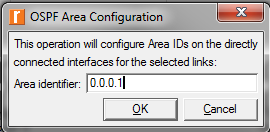 OSPF Area Configuration
This operation will configure Area IDs on the directly
connected interfaces for the selected links:
Area identifier: 0.0.0.1
OK Cancel